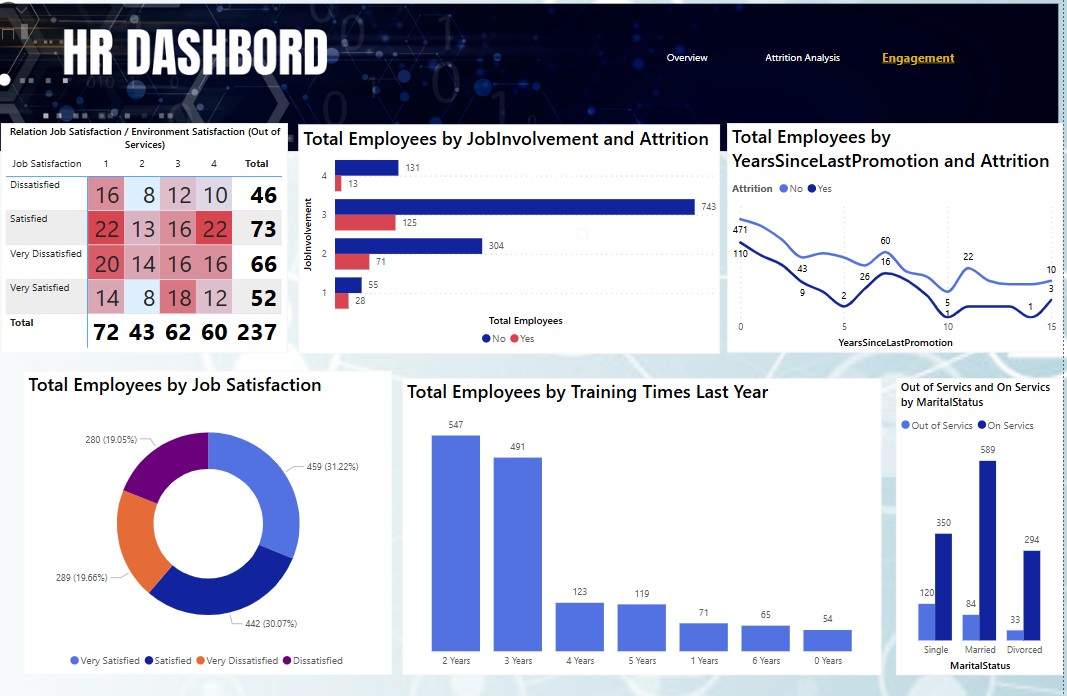 HR DASHBORD
Overview
Attrition Analysis
Engagement
Relation Job Satisfaction / Environment Satisfaction (Out of
Services)
Job Satisfaction 1 2 3 4 Total
Dissatisfied 16 8 12 10 46
Satisfied 22 13 16 22 73
Very Dissatisfied 20 14 16 16 66
Very Satisfied 14 8 18 12 52
Total 72 43 62 60 237
Total Employees by JobInvolvement and Attrition
JobInvolvement
4 131
13
3 743
125
2 304
71
1 55
28
Total Employees
No Yes
Total Employees by
YearsSinceLastPromotion and Attrition
Attrition No Yes
471
110
43
9
2
26
60
16
5
1
22
1
10
3
0 5 10 15
YearsSinceLastPromotion
Total Employees by Job Satisfaction
280 (19.05%)
459 (31.22%)
289 (19.66%)
442 (30.07%)
Very Satisfied Satisfied Very Dissatisfied Dissatisfied
Total Employees by Training Times Last Year
547 491 123 119 71 65 54
2 Years 3 Years 4 Years 5 Years 1 Years 6 Years 0 Years
Out of Servics and On Servics
by MaritalStatus
Out of Servics On Servics
120 350 84 589 33 294
Single Married Divorced
MaritalStatus